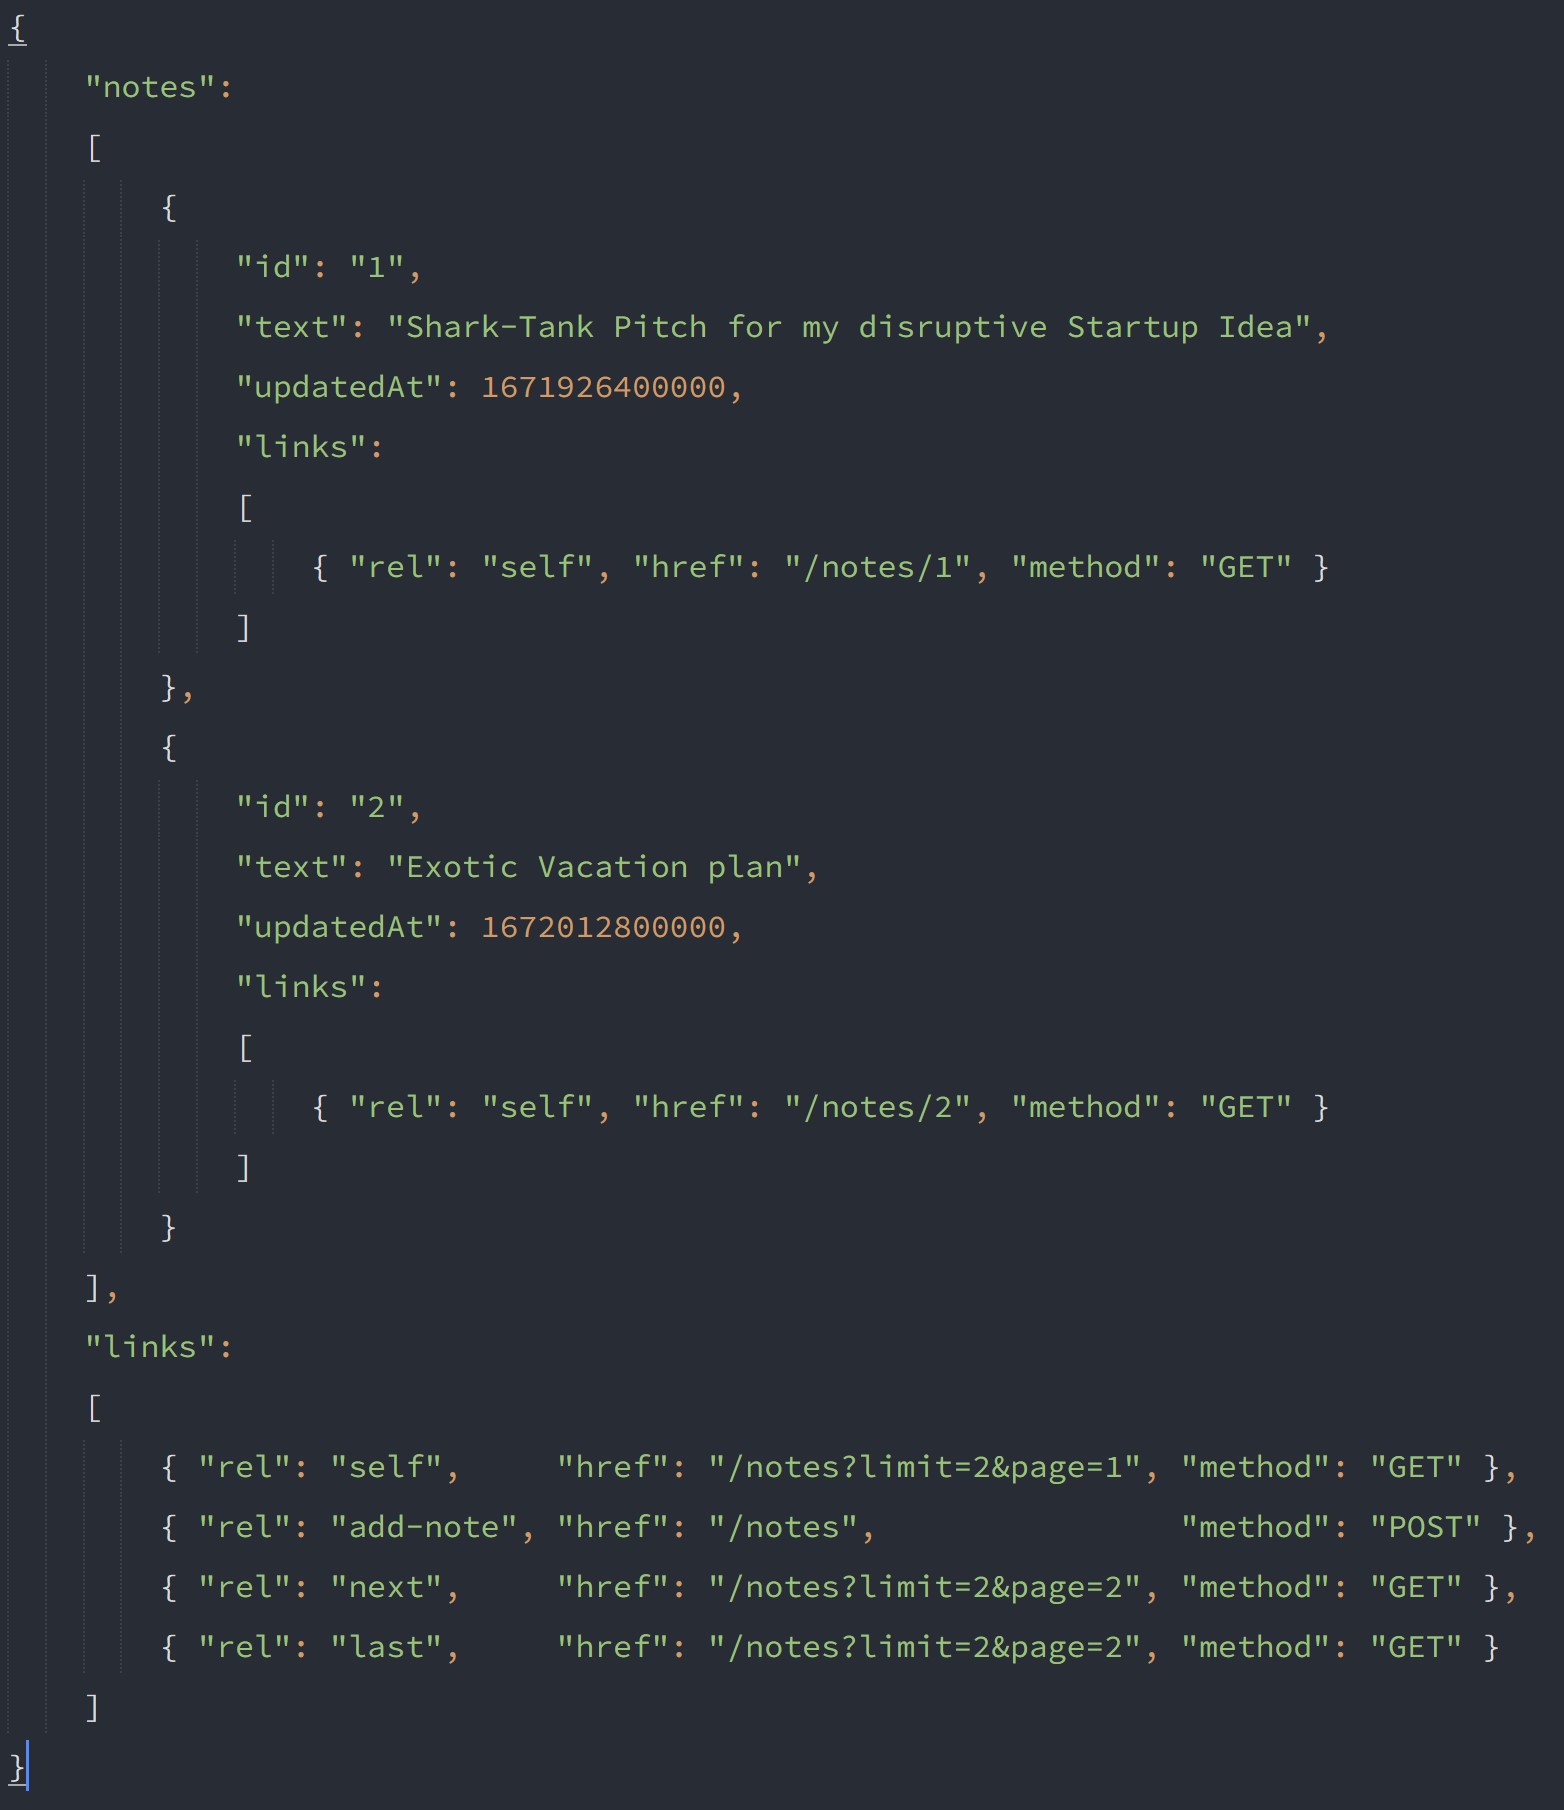 {
    "notes":
    [
        {
            "id": "1",
            "text": "Shark-Tank Pitch for my disruptive Startup Idea",
            "updatedAt": 1671926400000,
            "links":
            [
                { "rel": "self", "href": "/notes/1", "method": "GET" }
            ]
        },
        {
            "id": "2",
            "text": "Exotic Vacation plan",
            "updatedAt": 1672012800000,
            "links":
            [
                { "rel": "self", "href": "/notes/2", "method": "GET" }
            ]
        }
    ],
    "links":
    [
        { "rel": "self",     "href": "/notes?limit=2&page=1", "method": "GET" },
        { "rel": "add-note", "href": "/notes",                "method": "POST" },
        { "rel": "next",     "href": "/notes?limit=2&page=2", "method": "GET" },
        { "rel": "last",     "href": "/notes?limit=2&page=2", "method": "GET" }
    ]
}